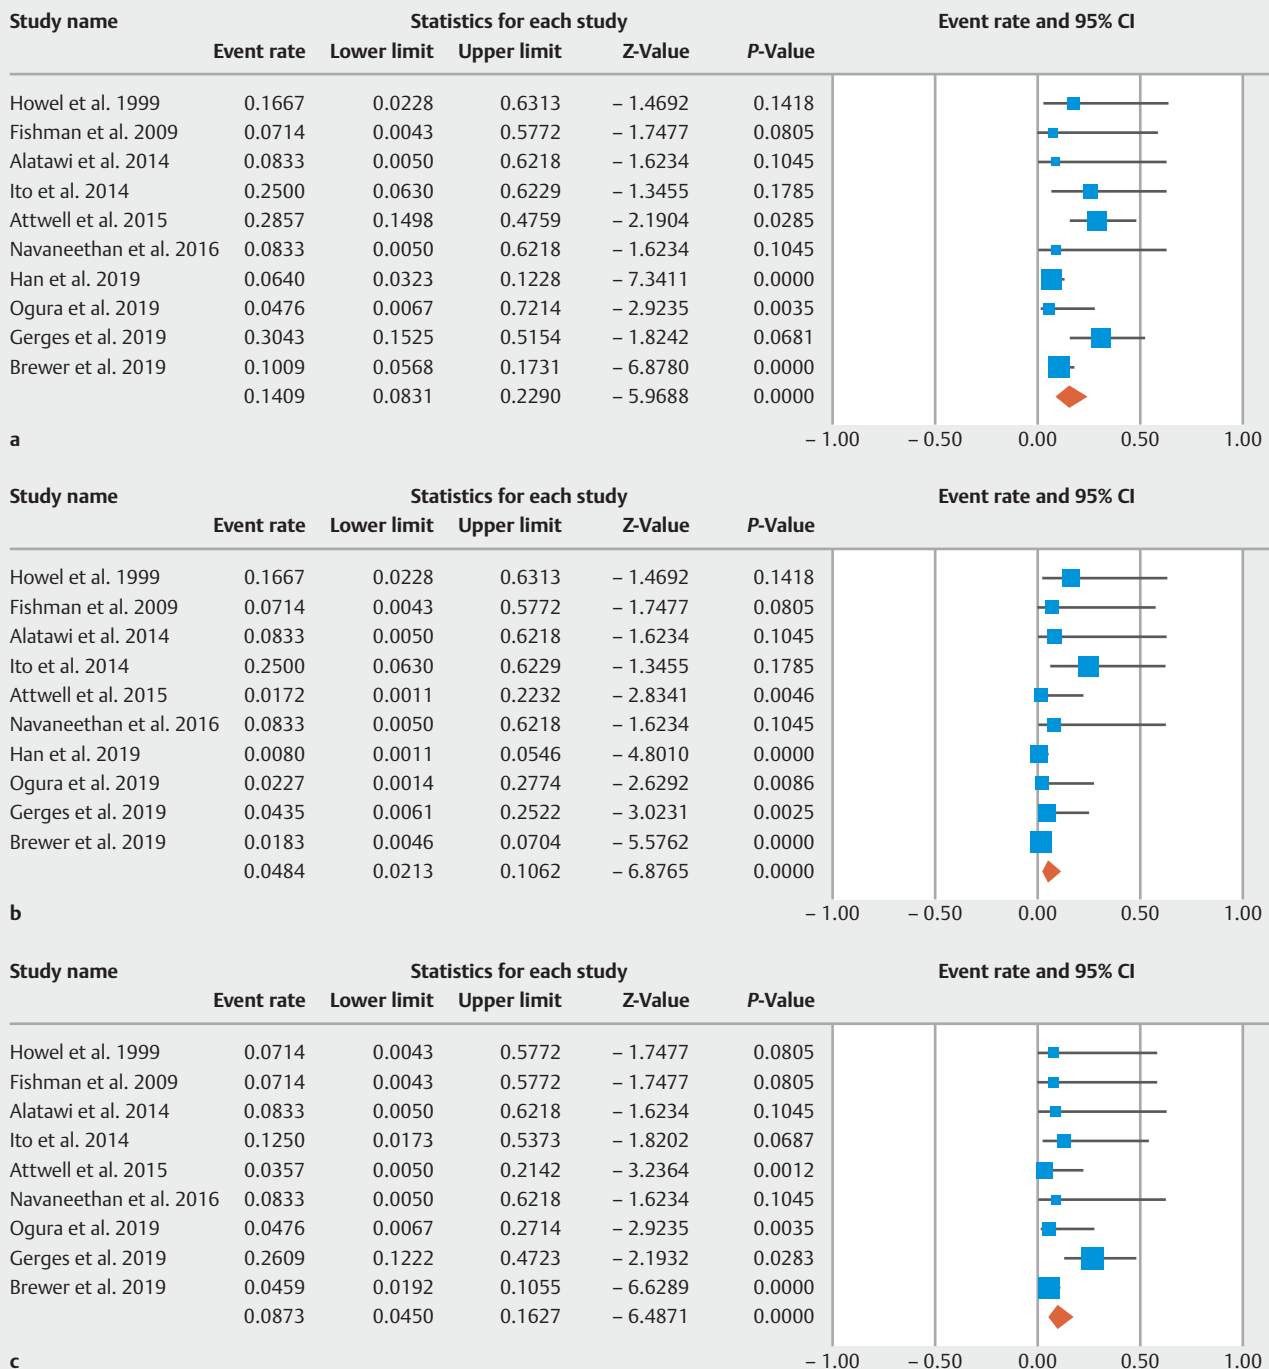 Study name Statistics for each study Event rate and 95% CI
Event rate Lower limit Upper limit Z-Value P-Value
Howel et al. 1999 0.1667 0.0228 0.6313 – 1.4692 0.1418
Fishman et al. 2009 0.0714 0.0043 0.5772 – 1.7477 0.0805
Alatawi et al. 2014 0.0833 0.0050 0.6218 – 1.6234 0.1045
Ito et al. 2014 0.2500 0.0630 0.6229 – 1.3455 0.1785
Attwell et al. 2015 0.2857 0.1498 0.4759 – 2.1904 0.0285
Navaneethan et al. 2016 0.0833 0.0050 0.6218 – 1.6234 0.1045
Han et al. 2019 0.0640 0.0323 0.1228 – 7.3411 0.0000
Ogura et al. 2019 0.0476 0.0067 0.7214 – 2.9235 0.0035
Gerges et al. 2019 0.3043 0.1525 0.5154 – 1.8242 0.0681
Brewer et al. 2019 0.1009 0.0568 0.1731 – 6.8780 0.0000
0.1409 0.0831 0.2290 – 5.9688 0.0000
a – 1.00 – 0.50 0.00 0.50 1.00
Study name Statistics for each study Event rate and 95% CI
Event rate Lower limit Upper limit Z-Value P-Value
Howel et al. 1999 0.1667 0.0228 0.6313 – 1.4692 0.1418
Fishman et al. 2009 0.0714 0.0043 0.5772 – 1.7477 0.0805
Alatawi et al. 2014 0.0833 0.0050 0.6218 – 1.6234 0.1045
Ito et al. 2014 0.2500 0.0630 0.6229 – 1.3455 0.1785
Attwell et al. 2015 0.0172 0.0011 0.2232 – 2.8341 0.0046
Navaneethan et al. 2016 0.0833 0.0050 0.6218 – 1.6234 0.1045
Han et al. 2019 0.0080 0.0011 0.0546 – 4.8010 0.0000
Ogura et al. 2019 0.0227 0.0014 0.2774 – 2.6292 0.0086
Gerges et al. 2019 0.0435 0.0061 0.2522 – 3.0231 0.0025
Brewer et al. 2019 0.0183 0.0046 0.0704 – 5.5762 0.0000
0.0484 0.0213 0.1062 – 6.8765 0.0000
b – 1.00 – 0.50 0.00 0.50 1.00
Study name Statistics for each study Event rate and 95% CI
Event rate Lower limit Upper limit Z-Value P-Value
Howel et al. 1999 0.0714 0.0043 0.5772 – 1.7477 0.0805
Fishman et al. 2009 0.0714 0.0043 0.5772 – 1.7477 0.0805
Alatawi et al. 2014 0.0833 0.0050 0.6218 – 1.6234 0.1045
Ito et al. 2014 0.1250 0.0173 0.5373 – 1.8202 0.0687
Attwell et al. 2015 0.0357 0.0050 0.2142 – 3.2364 0.0012
Navaneethan et al. 2016 0.0833 0.0050 0.6218 – 1.6234 0.1045
Ogura et al. 2019 0.0476 0.0067 0.2714 – 2.9235 0.0035
Gerges et al. 2019 0.2609 0.1222 0.4723 – 2.1932 0.0283
Brewer et al. 2019 0.0459 0.0192 0.1055 – 6.6289 0.0000
0.0873 0.0450 0.1627 – 6.4871 0.0000
c – 1.00 – 0.50 0.00 0.50 1.00